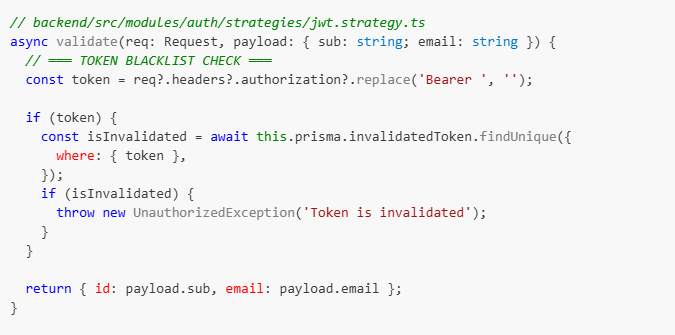 // backend/src/modules/auth/strategies/jwt.strategy.ts
async validate(req: Request, payload: { sub: string; email: string }) {
  // === TOKEN BLACKLIST CHECK ===
  const token = req?.headers?.authorization?.replace('Bearer ', '');

  if (token) {
    const isInvalidated = await this.prisma.invalidatedToken.findUnique({
      where: { token },
    });
    if (isInvalidated) {
      throw new UnauthorizedException('Token is invalidated');
    }
  }

  return { id: payload.sub, email: payload.email };
}